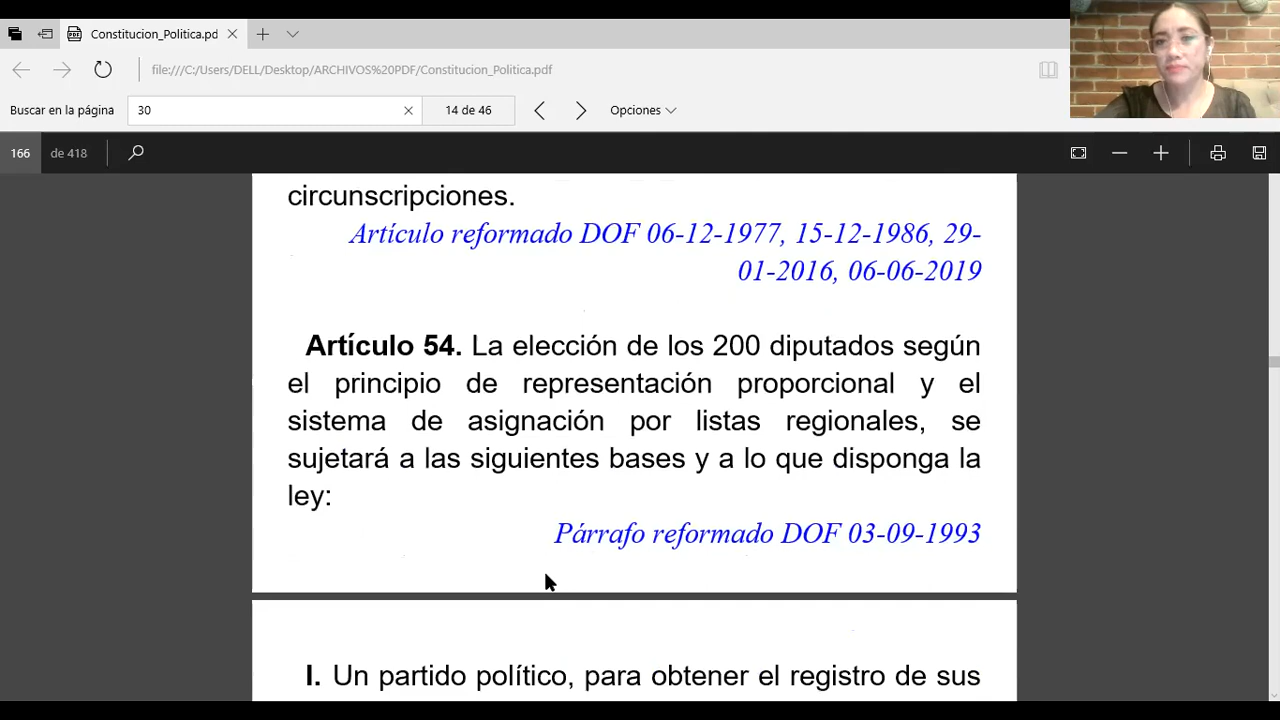 Constitucion_Politica.pd
file:///C:/Users/DELL/Desktop/ARCHIVOS%20PDF/Constitucion_Politica.pdf
Buscar en la página 30 14 de 46 Opciones
166 de 418
circunscripciones.
Artículo reformado DOF 06-12-1977, 15-12-1986, 29-
01-2016, 06-06-2019
Artículo 54. La elección de los 200 diputados según
el principio de representación proporcional y el
sistema de asignación por listas regionales, se
sujetará a las siguientes bases y a lo que disponga la
ley:
Párrafo reformado DOF 03-09-1993
I. Un partido político, para obtener el registro de sus